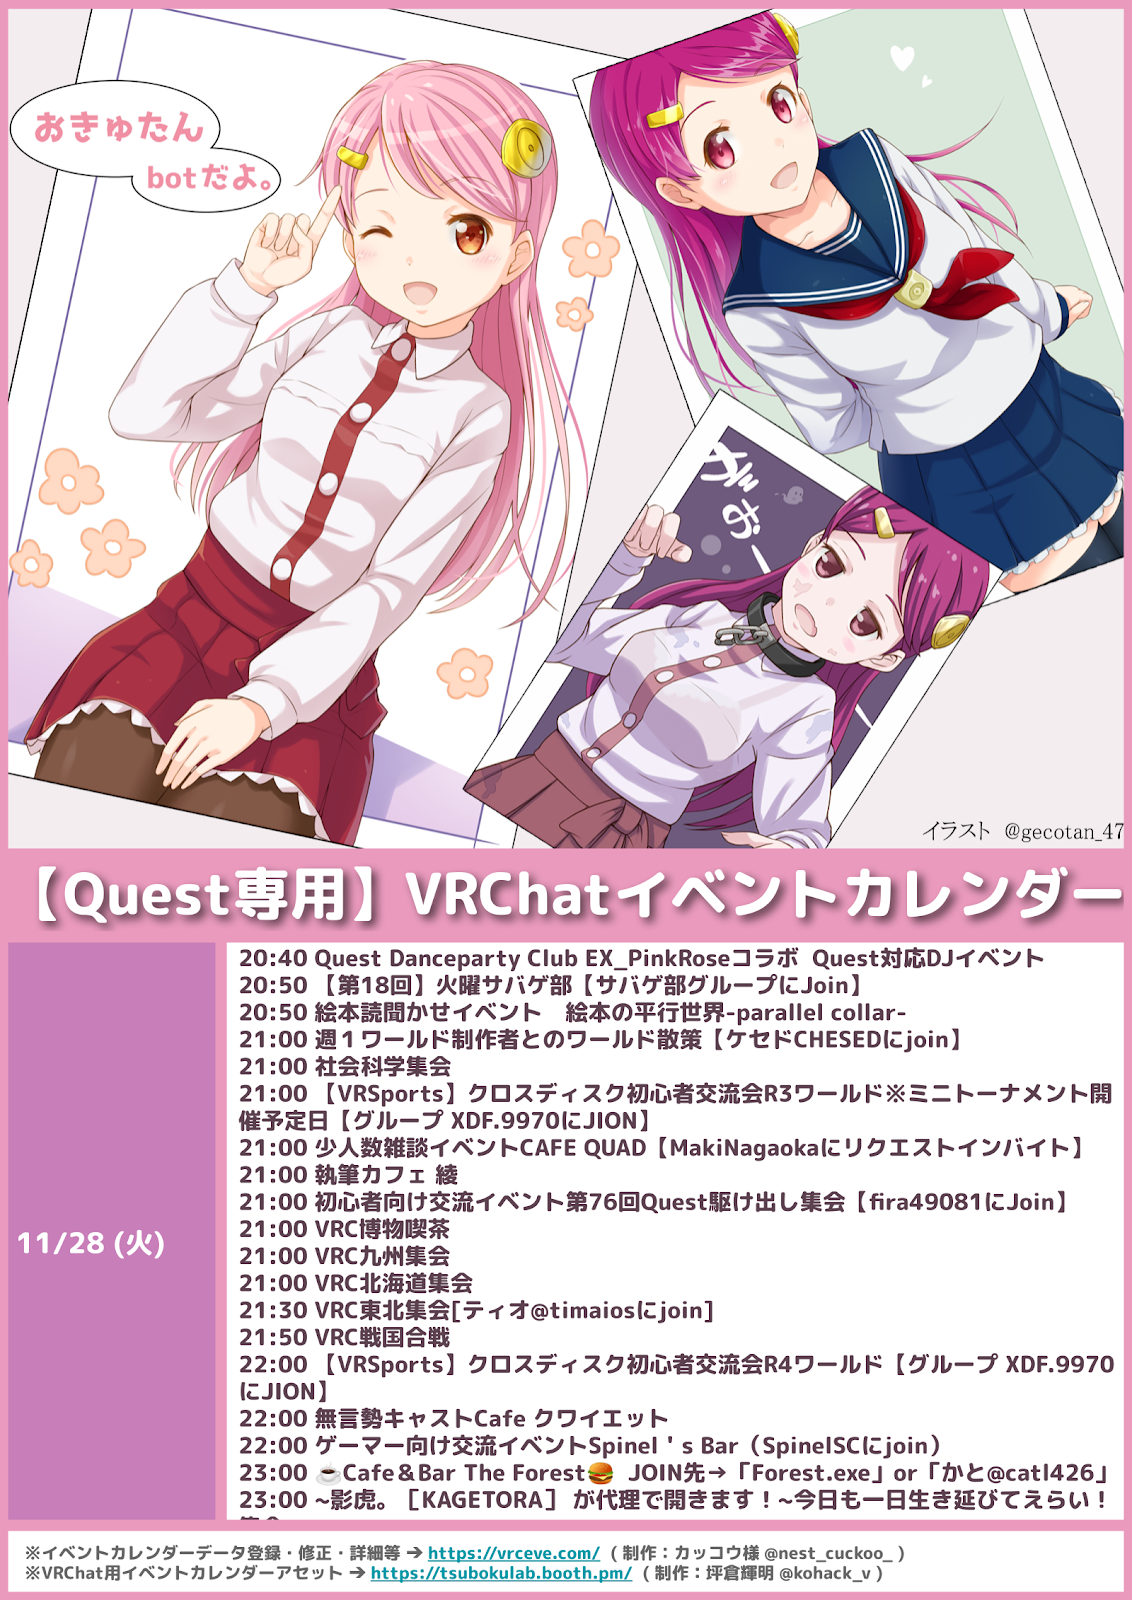 おきゅたん
botだよ。
がおー
イラスト @gecotan_47
【Quest専用】VRChatイベントカレンダー
11/28 (火)
20:40 Quest Danceparty Club EX_PinkRoseコラボ Quest対応DJイベント
20:50 【第18回】火曜サバゲ部【サバゲ部グループにJoin】
20:50 絵本読聞かせイベント　絵本の平行世界-parallel collar-
21:00 週１ワールド制作者とのワールド散策【ケセドCHESEDにjoin】
21:00 社会科学集会
21:00 【VRSports】クロスディスク初心者交流会R3ワールド※ミニトーナメント開
催予定日【グループ XDF.9970にJION】
21:00 少人数雑談イベントCAFE QUAD【MakiNagaokaにリクエストインバイト】
21:00 執筆カフェ 綾
21:00 初心者向け交流イベント第76回Quest駆け出し集会【fira49081にJoin】
21:00 VRC博物喫茶
21:00 VRC九州集会
21:00 VRC北海道集会
21:30 VRC東北集会[ティオ@timaiosにjoin]
21:50 VRC戦国合戦
22:00 【VRSports】クロスディスク初心者交流会R4ワールド【グループ XDF.9970
にJION】
22:00 無言勢キャストCafe クワイエット
22:00 ゲーマー向け交流イベントSpinel＇s Bar（SpinelSCにjoin）
23:00 ☕Cafe＆Bar The Forest🍔 JOIN先→「Forest.exe」or「かと@catl426」
23:00 ~影虎。［KAGETORA］ が代理で開きます！~今日も一日生き延びてえらい！
※イベントカレンダーデータ登録・修正・詳細等 ➔ https://vrceve.com/ ( 制作：カッコウ様 @nest_cuckoo_ )
※VRChat用イベントカレンダーアセット ➔ https://tsubokulab.booth.pm/ ( 制作：坪倉輝明 @kohack_v )